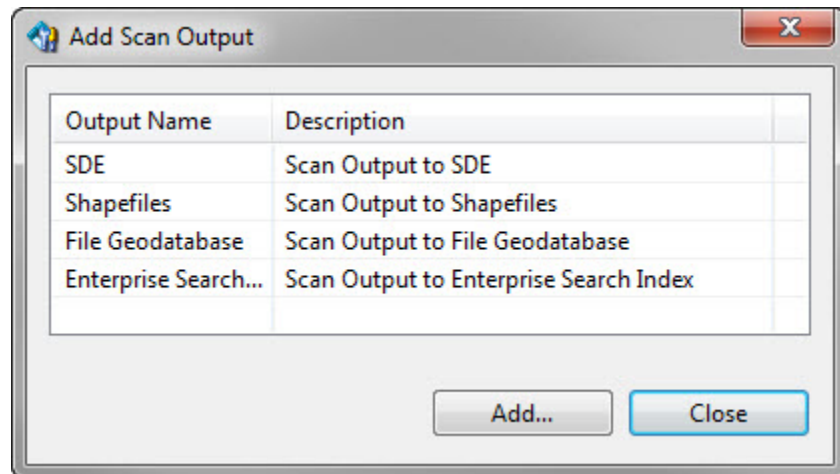 Add Scan Output
Output Name Description
SDE Scan Output to SDE
Shapefiles Scan Output to Shapefiles
File Geodatabase Scan Output to File Geodatabase
Enterprise Search... Scan Output to Enterprise Search Index
Add... Close